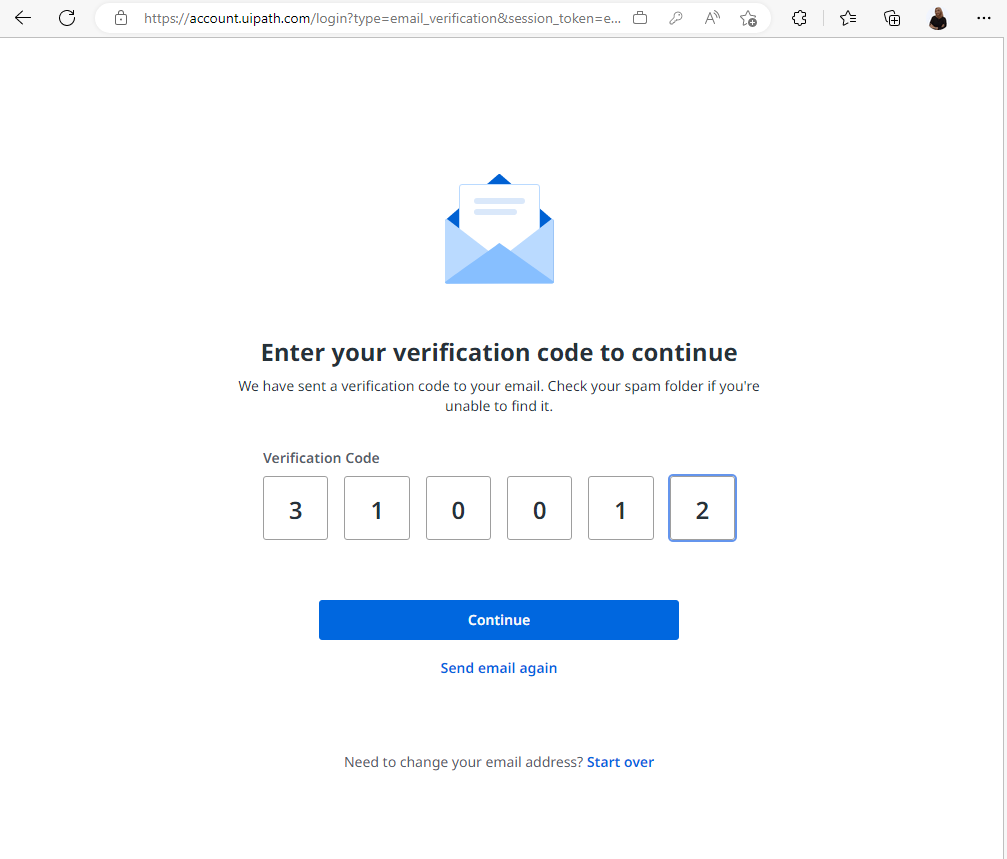 https://account.uipath.com/login?type=email_verification&session_token=e...
Enter your verification code to continue
We have sent a verification code to your email. Check your spam folder if you're
unable to find it.
Verification Code
3 1 0 0 1 2
Continue
Send email again
Need to change your email address? Start over